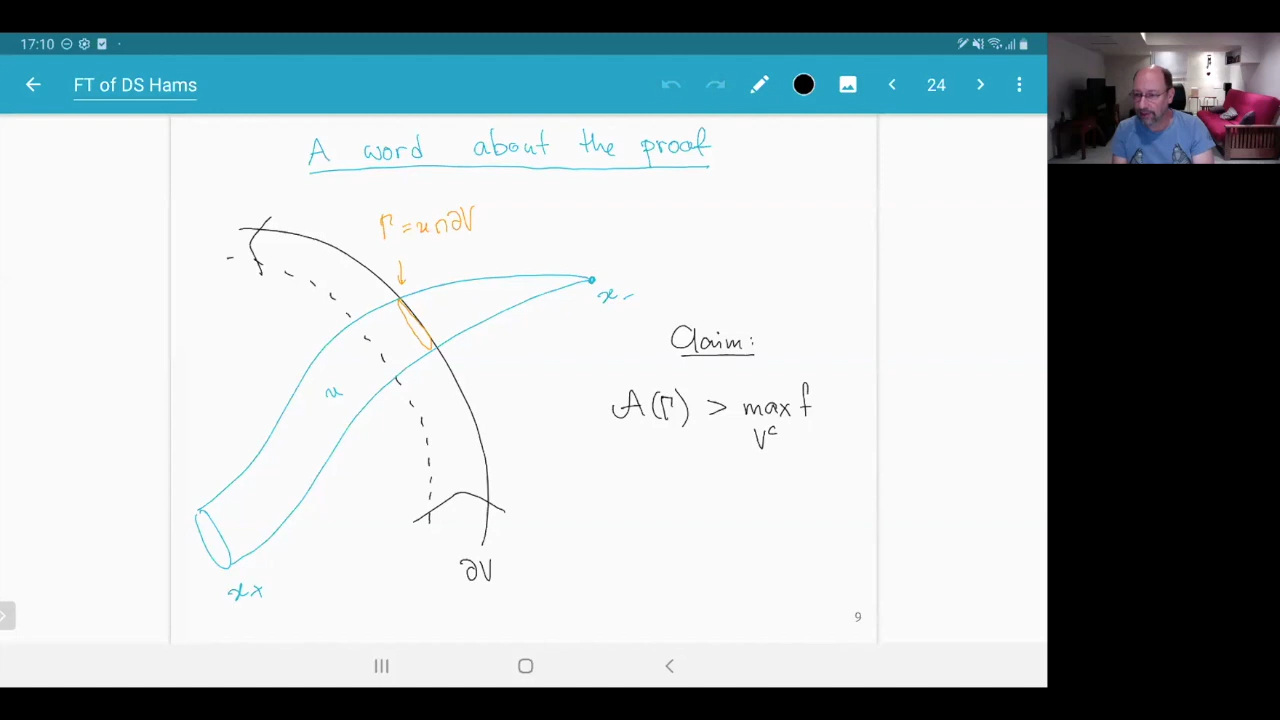 17:10
FT of DS Hams
24
A word about the proof
Γ = u ∩ ∂V
x -
Claim:
u
A(Γ) > max f
V^c
∂V
x x
9